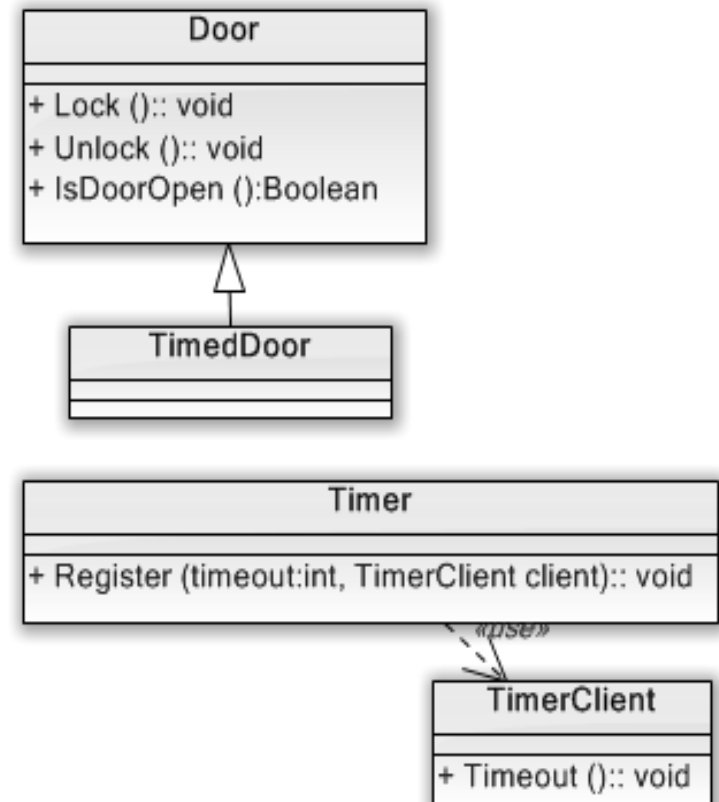 Door
+ Lock ():: void
+ Unlock ():: void
+ IsDoorOpen ():Boolean
TimedDoor
Timer
+ Register (timeout:int, TimerClient client):: void
«use»
TimerClient
+ Timeout ():: void